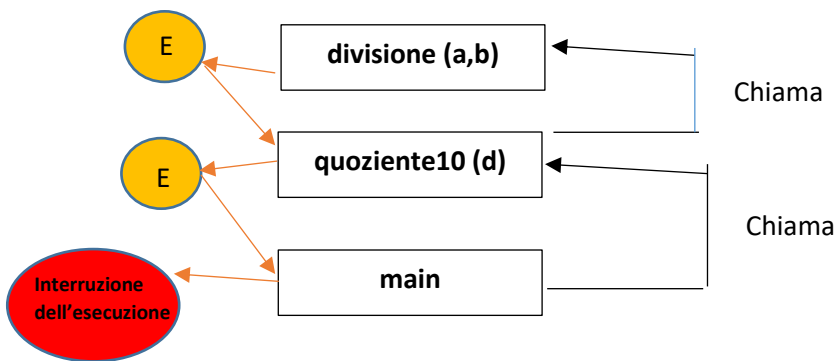 E
divisione (a,b)
Chiama
E
quoziente10 (d)
Chiama
Interruzione
dell'esecuzione
main